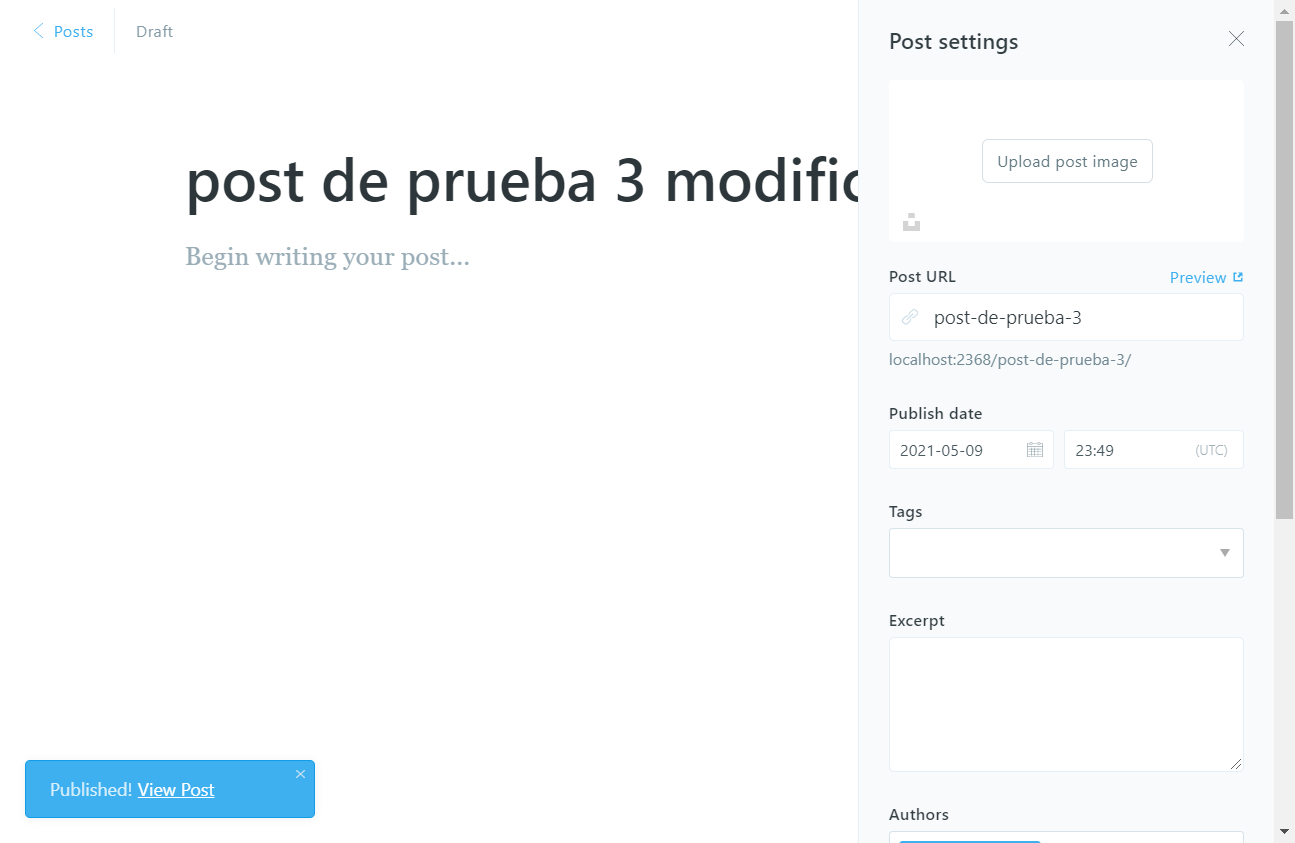 Posts
Draft
post de prueba 3 modific
Begin writing your post...
Published! View Post
Post settings
Upload post image
Post URL
Preview
post-de-prueba-3
localhost:2368/post-de-prueba-3/
Publish date
2021-05-09
23:49
(UTC)
Tags
Excerpt
Authors